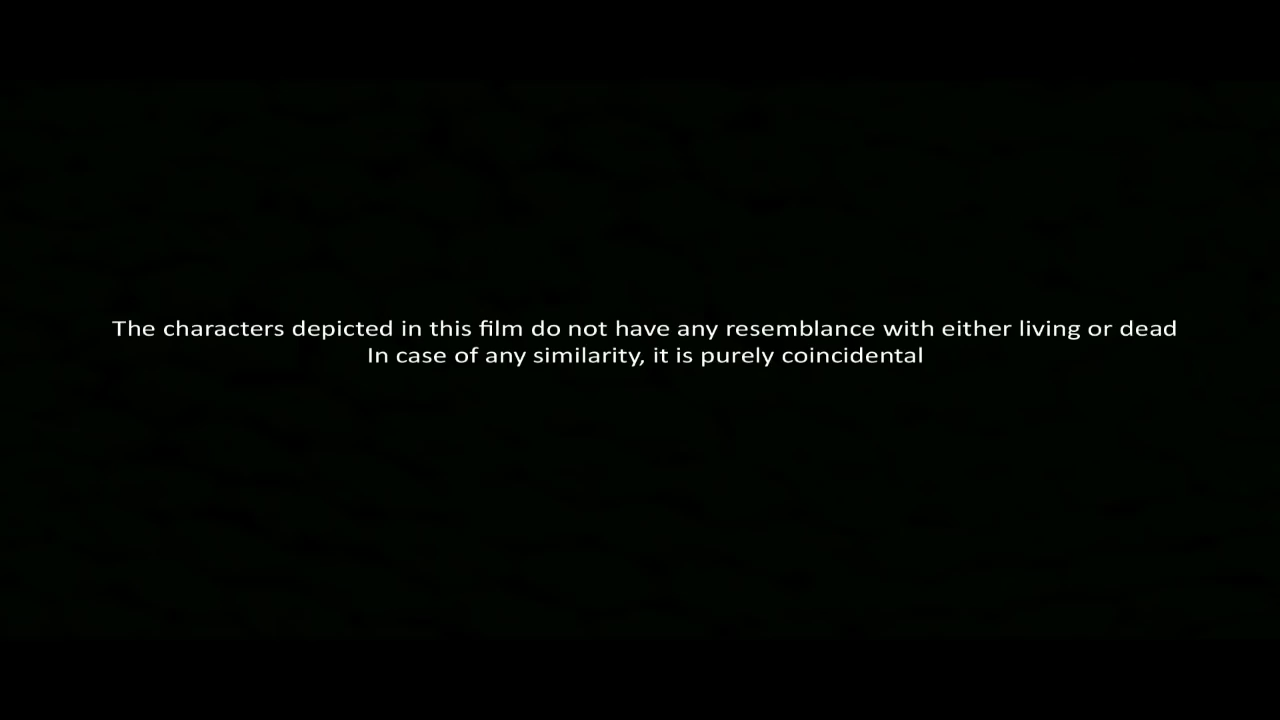 The characters depicted in this film do not have any resemblance with either living or dead
In case of any similarity, it is purely coincidental